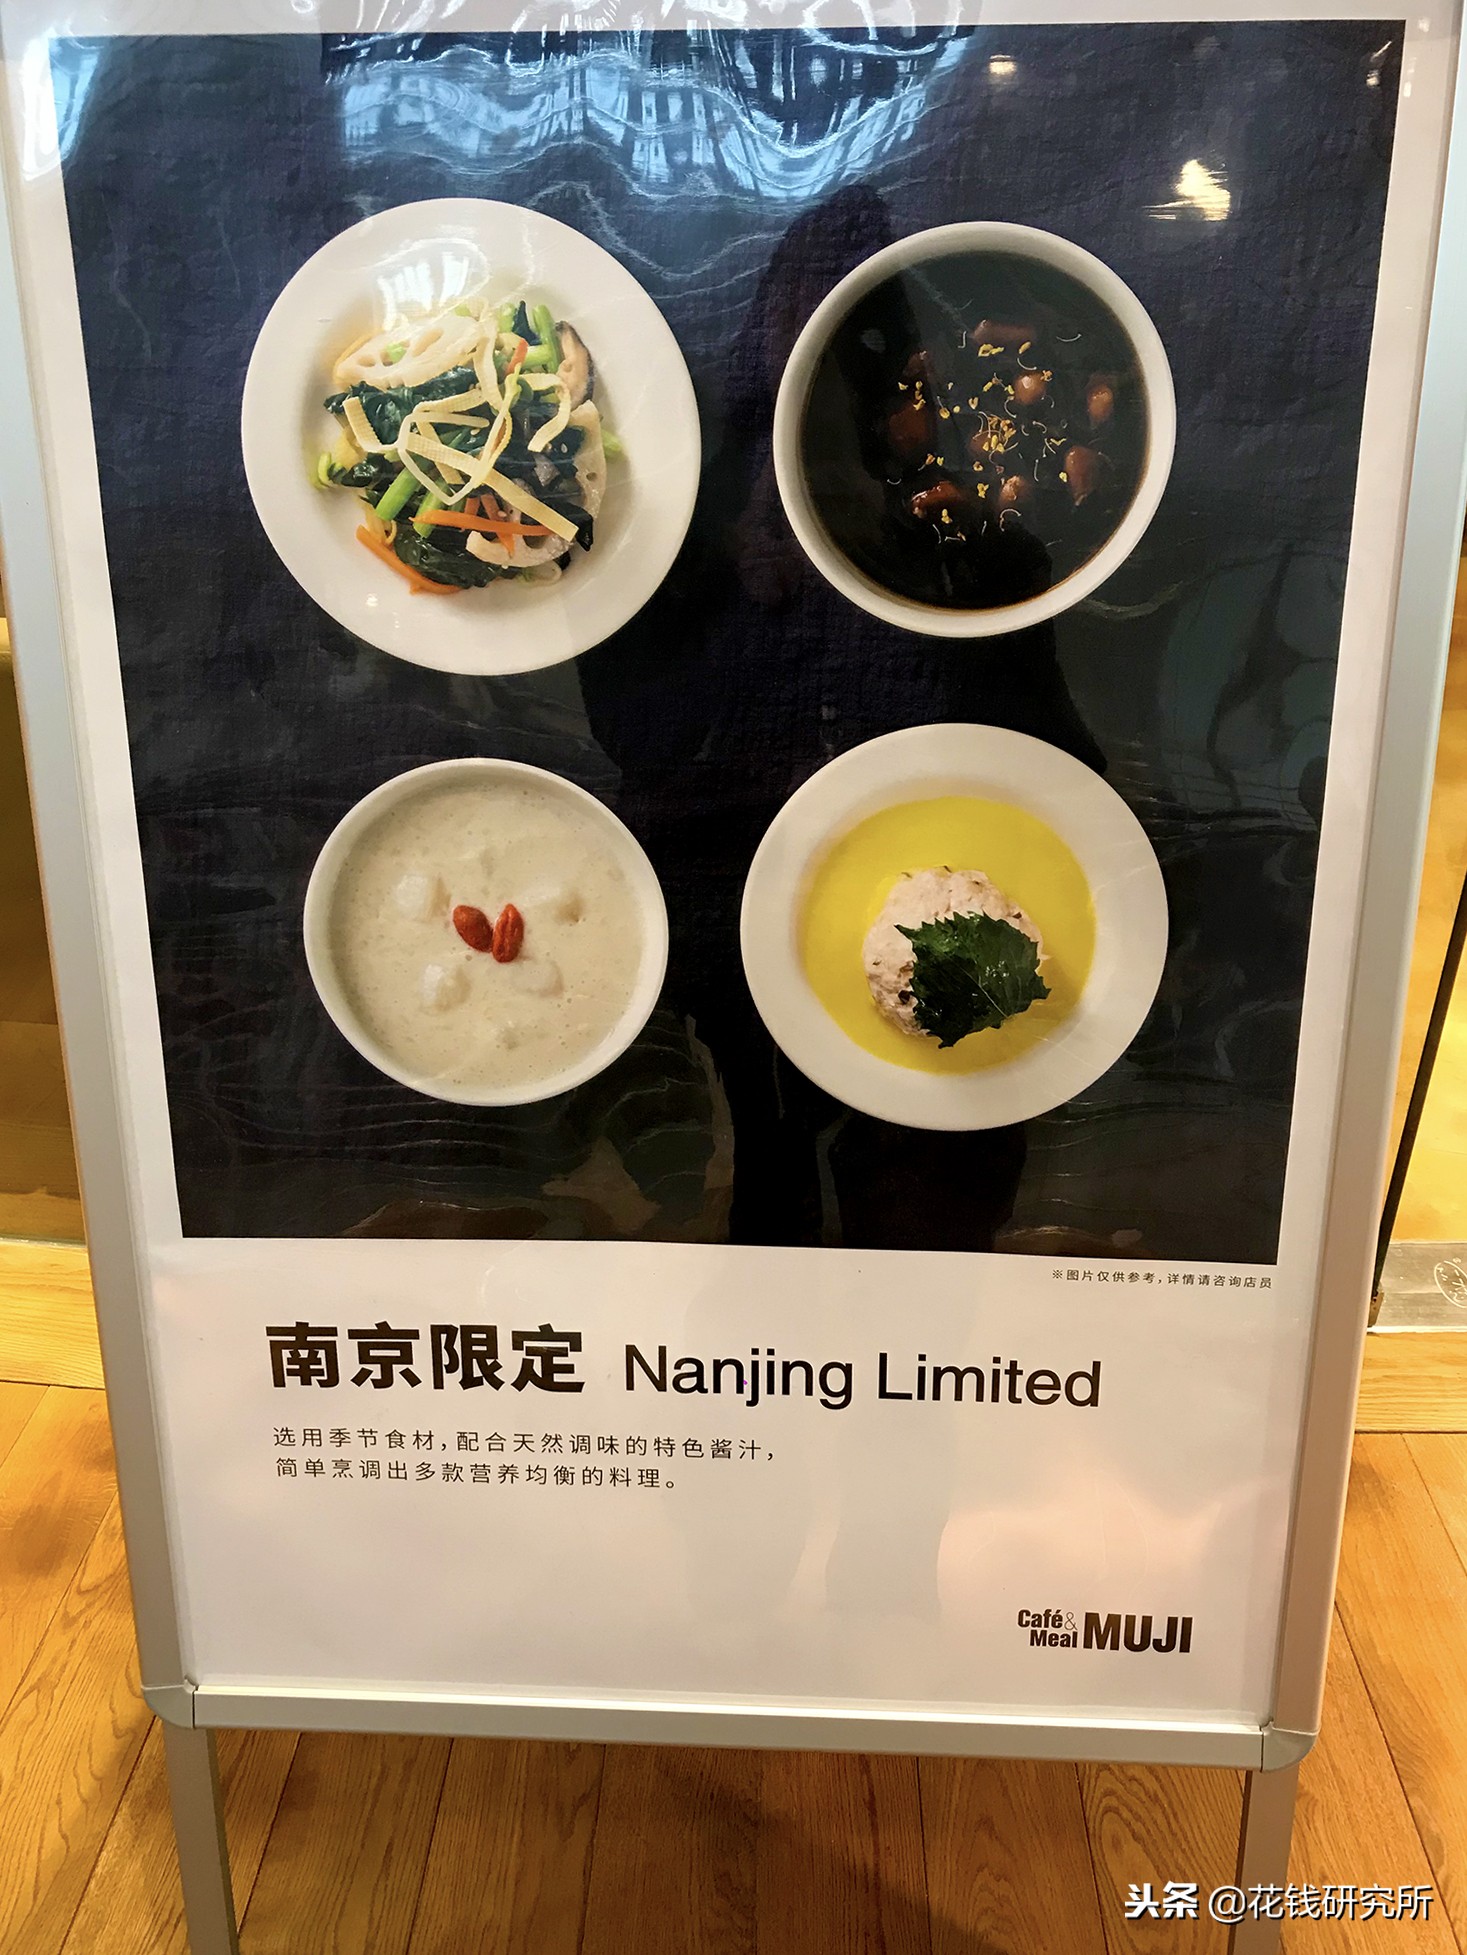 ※图片仅供参考,详情请咨询店员
南京限定 Nanjing Limited
选用季节食材,配合天然调味的特色酱汁,
简单烹调出多款营养均衡的料理。
Café&
Meal MUJI
头条 @花钱研究所